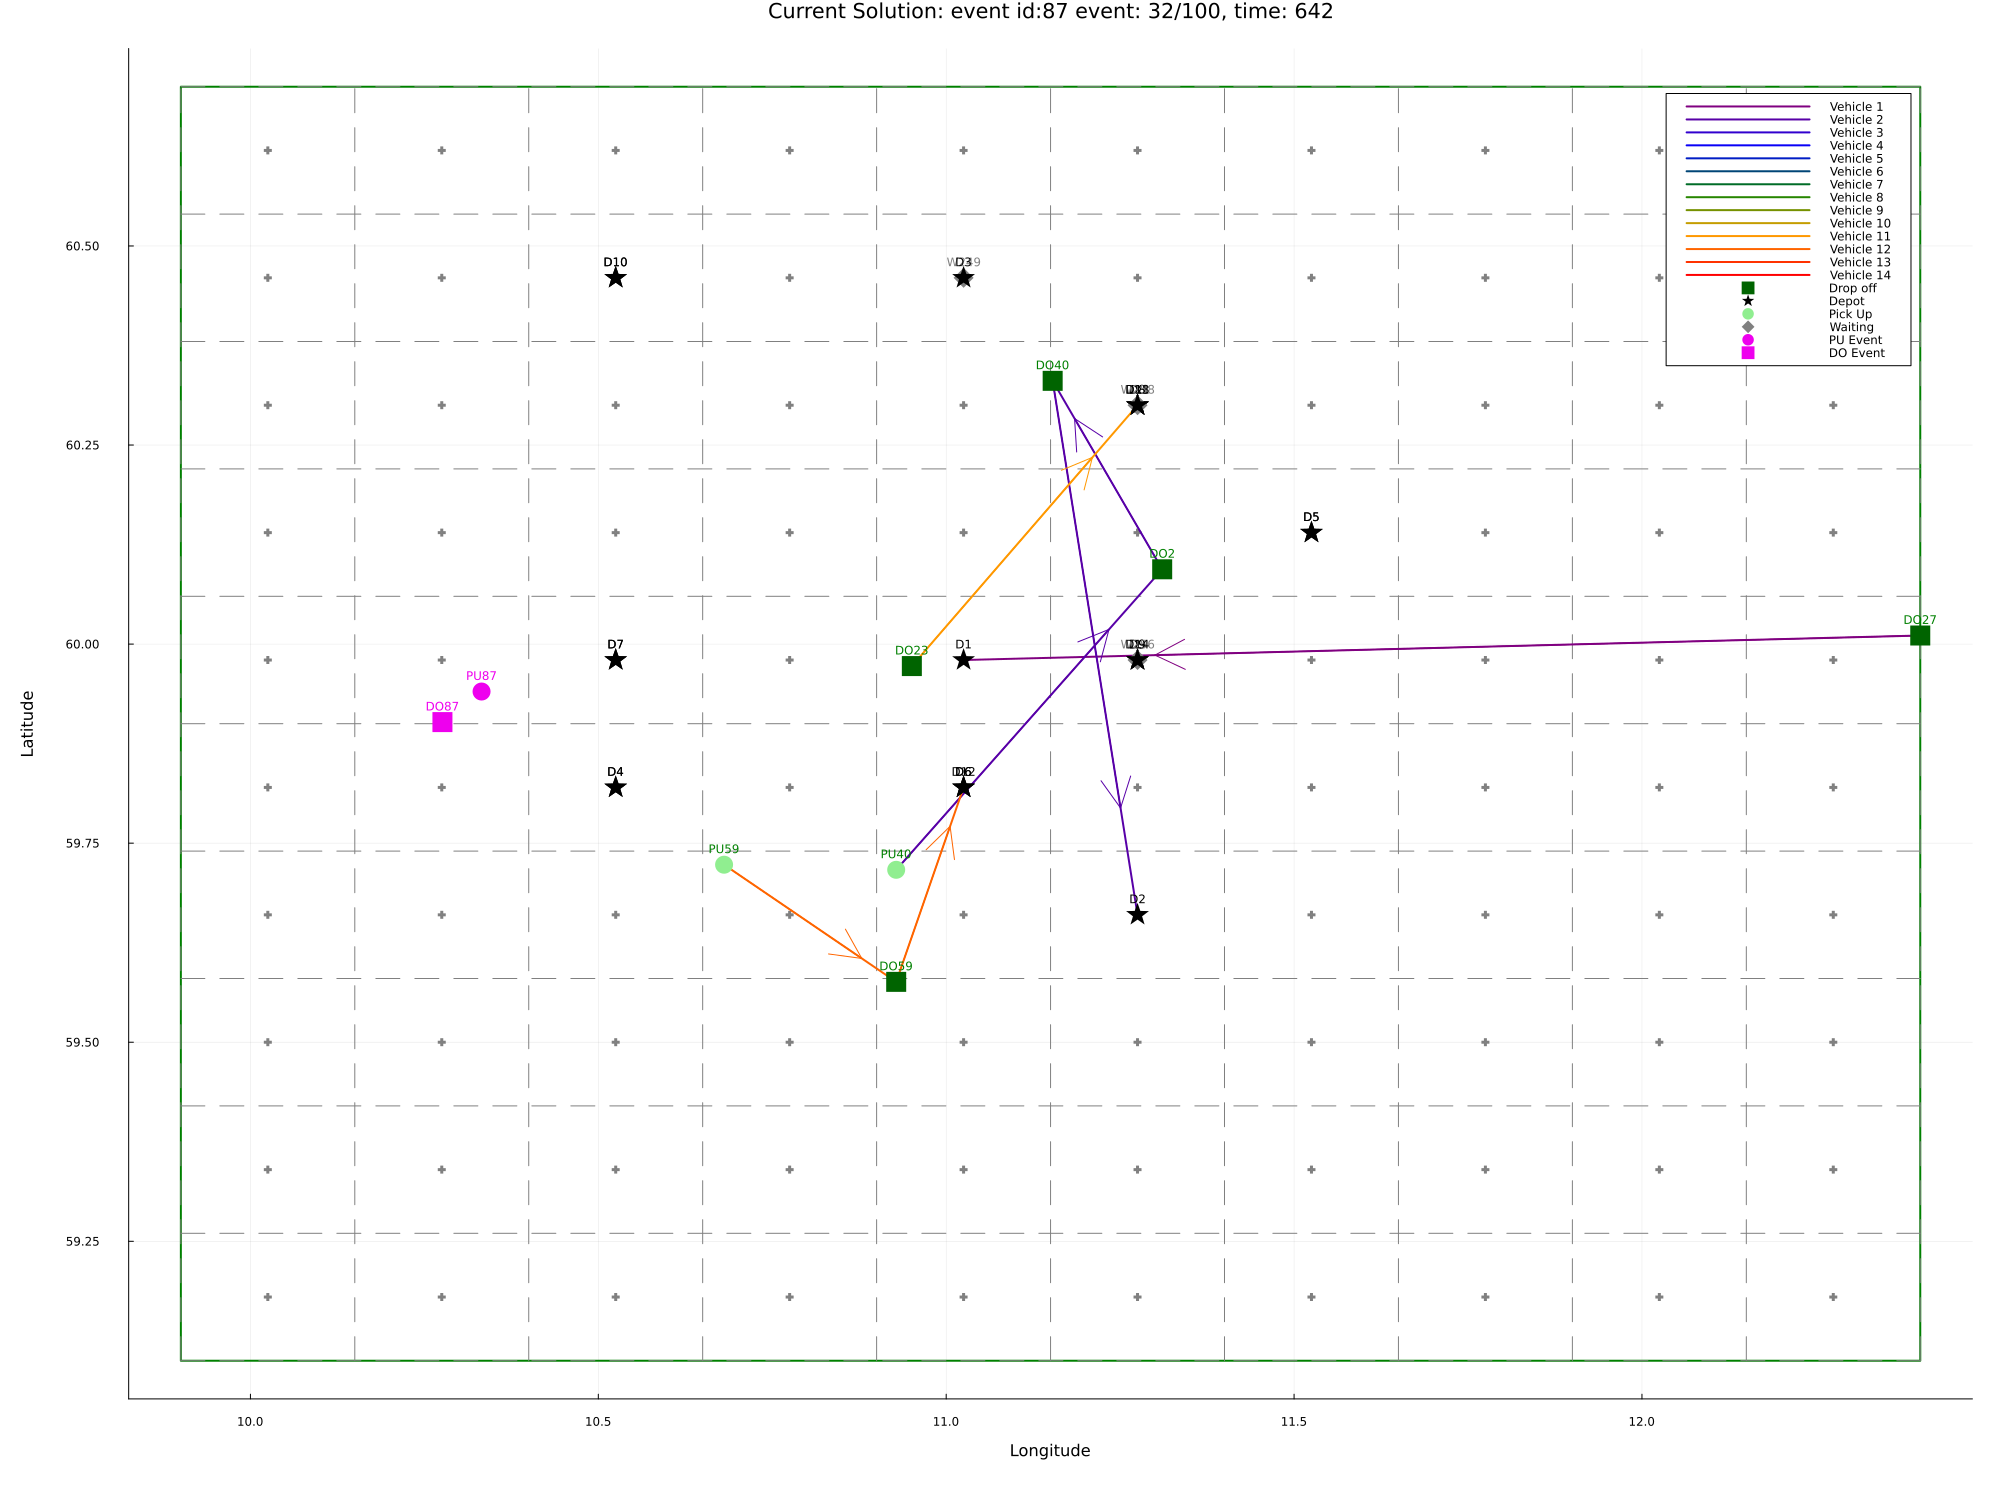 Current Solution: event id:87 event: 32/100, time: 642
Vehicle 1
Vehicle 2
Vehicle 3
Vehicle 4
Vehicle 5
Vehicle 6
Vehicle 7
Vehicle 8
Vehicle 9
Vehicle 10
Vehicle 11
Vehicle 12
Vehicle 13
Vehicle 14
Drop off
Depot
Pick Up
Waiting
PU Event
DO Event
60.50
60.25
60.00
59.75
59.50
59.25
Latitude
D10
D3
DO40
D5
DO2
DO27
D7
DO23
D1
PU87
DO87
D4
PU59
PU40
D2
DO59
10.0
10.5
11.0
11.5
12.0
Longitude